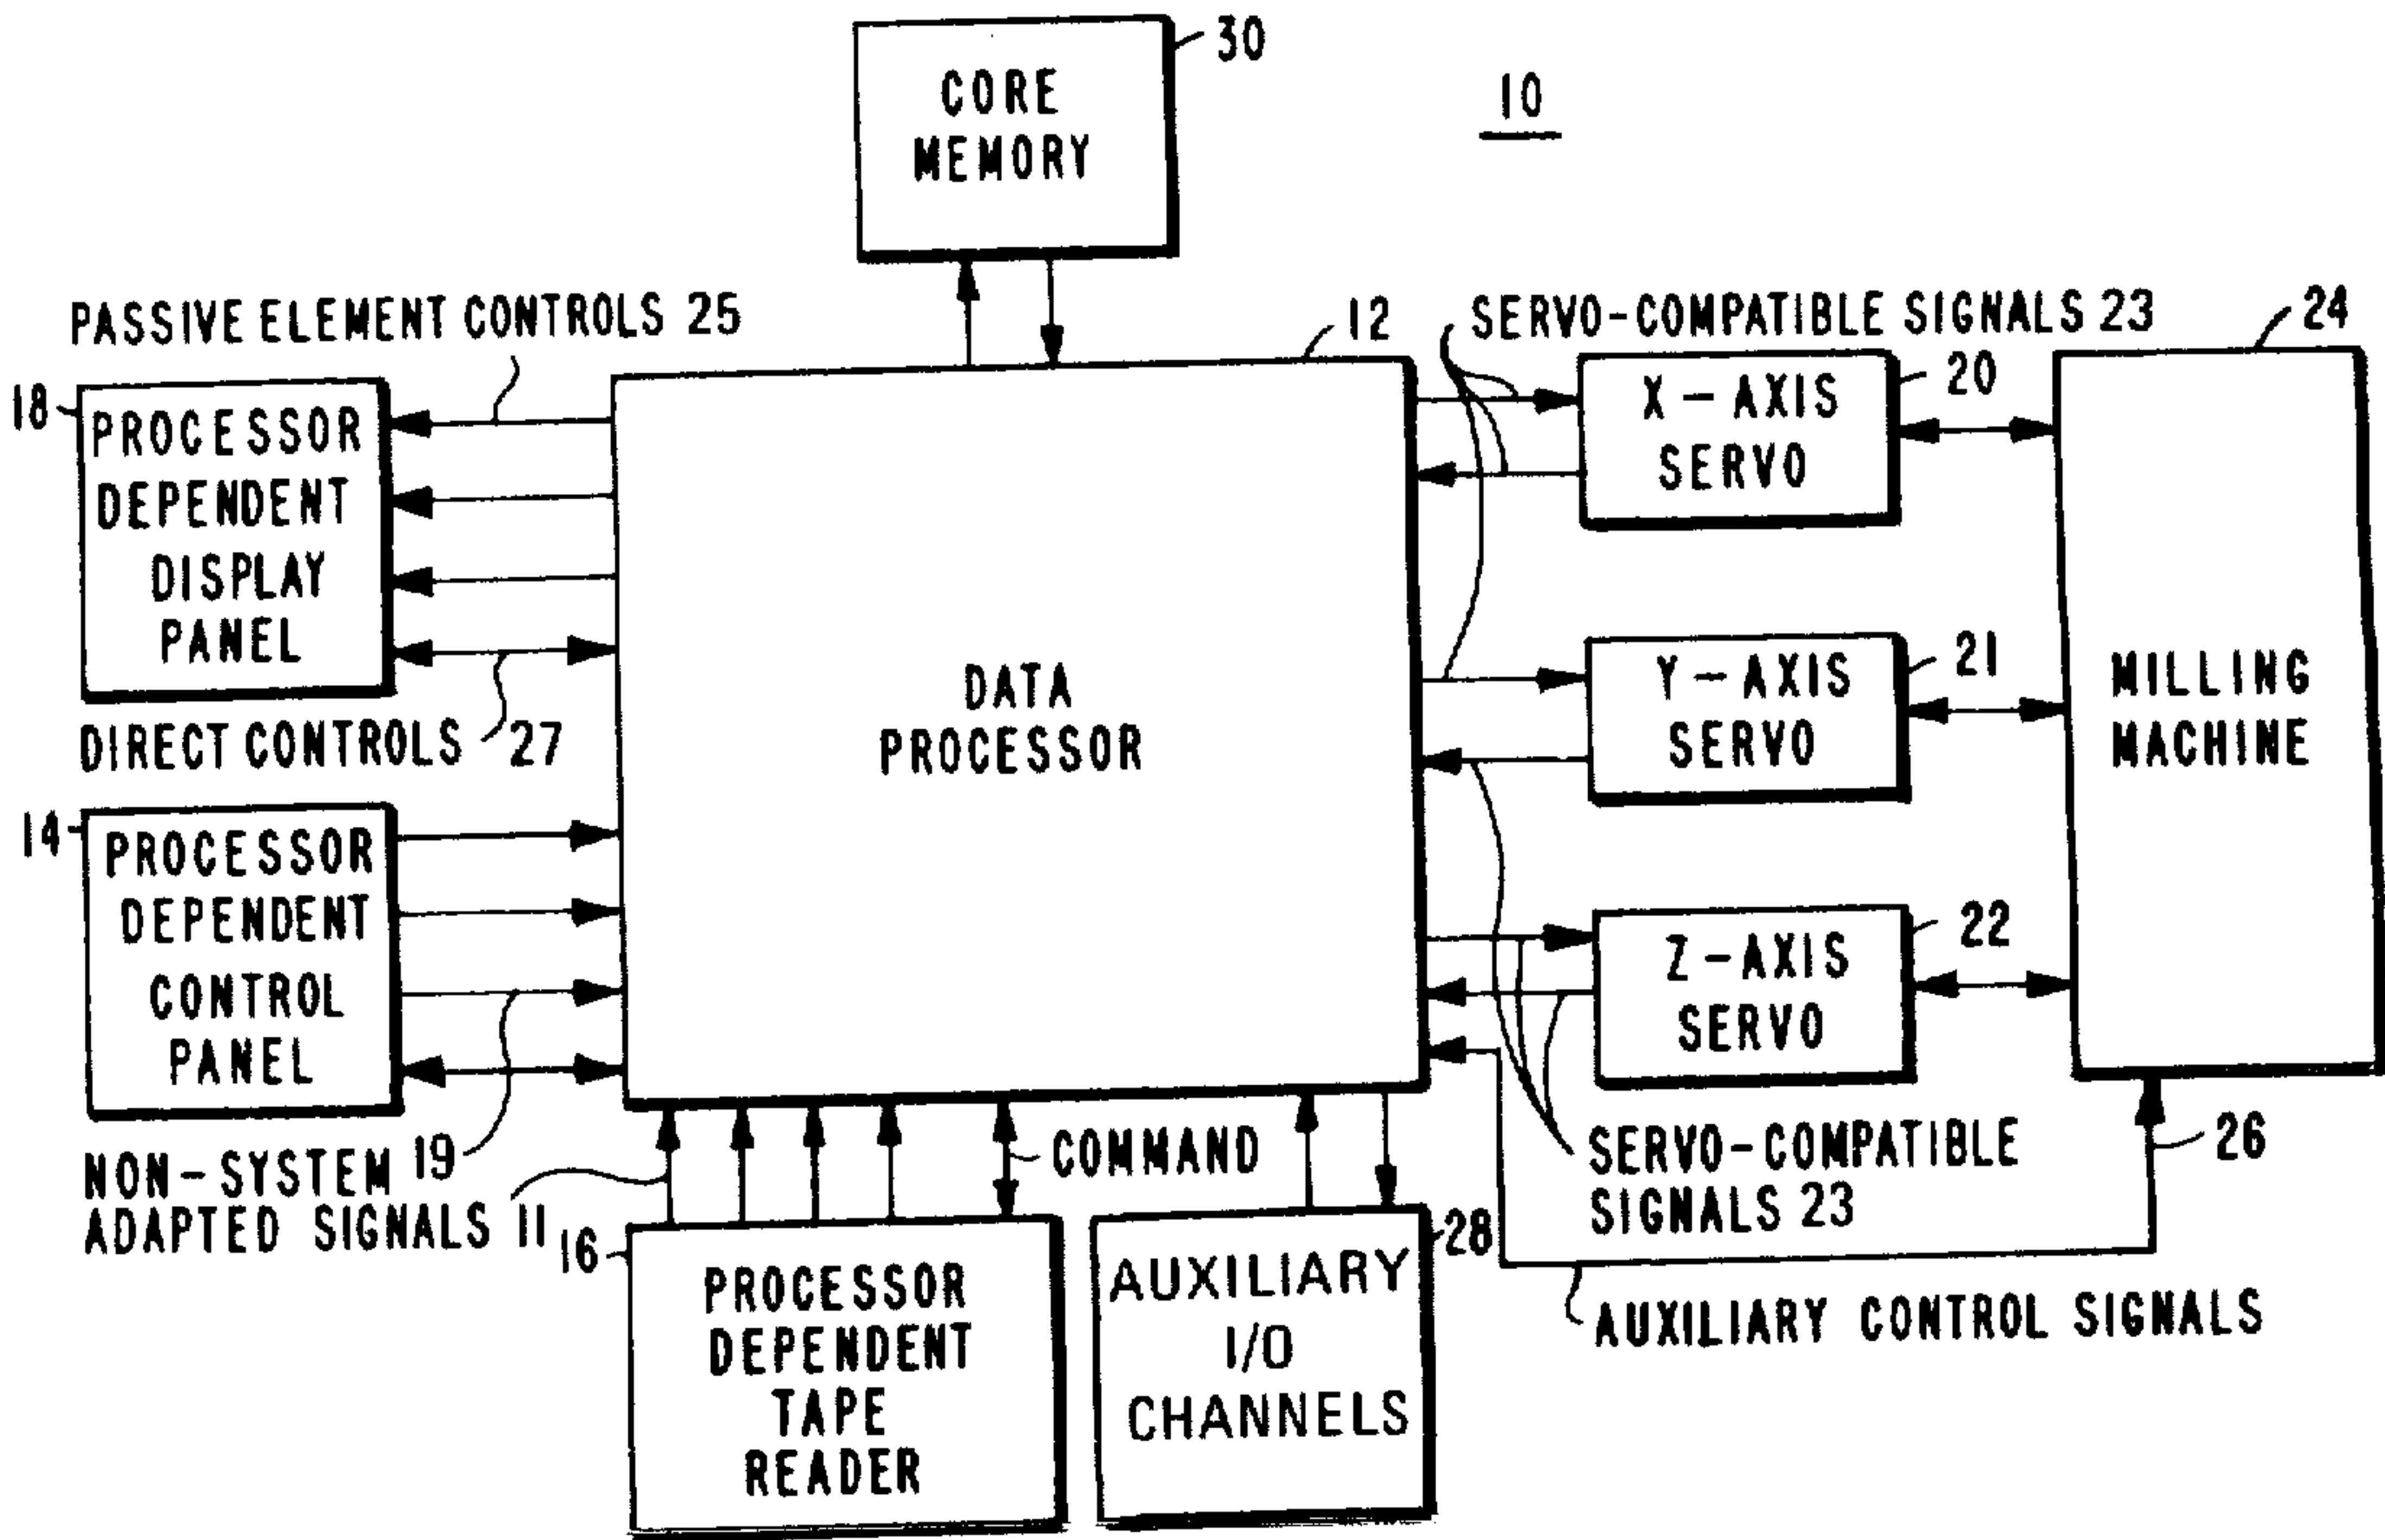 30
CORE
MEMORY
10
PASSIVE ELEMENT CONTROLS 25
12
SERVO-COMPATIBLE SIGNALS 23
24
18
PROCESSOR
DEPENDENT
DISPLAY
PANEL
X-AXIS
SERVO
20
DIRECT CONTROLS 27
DATA
PROCESSOR
Y-AXIS
SERVO
21
MILLING
MACHINE
14
PROCESSOR
DEPENDENT
CONTROL
PANEL
Z-AXIS
SERVO
22
NON-SYSTEM 19
ADAPTED SIGNALS 11
COMMAND
SERVO-COMPATIBLE
SIGNALS 23
26
16
PROCESSOR
DEPENDENT
TAPE
READER
28
AUXILIARY
I/O
CHANNELS
AUXILIARY CONTROL SIGNALS